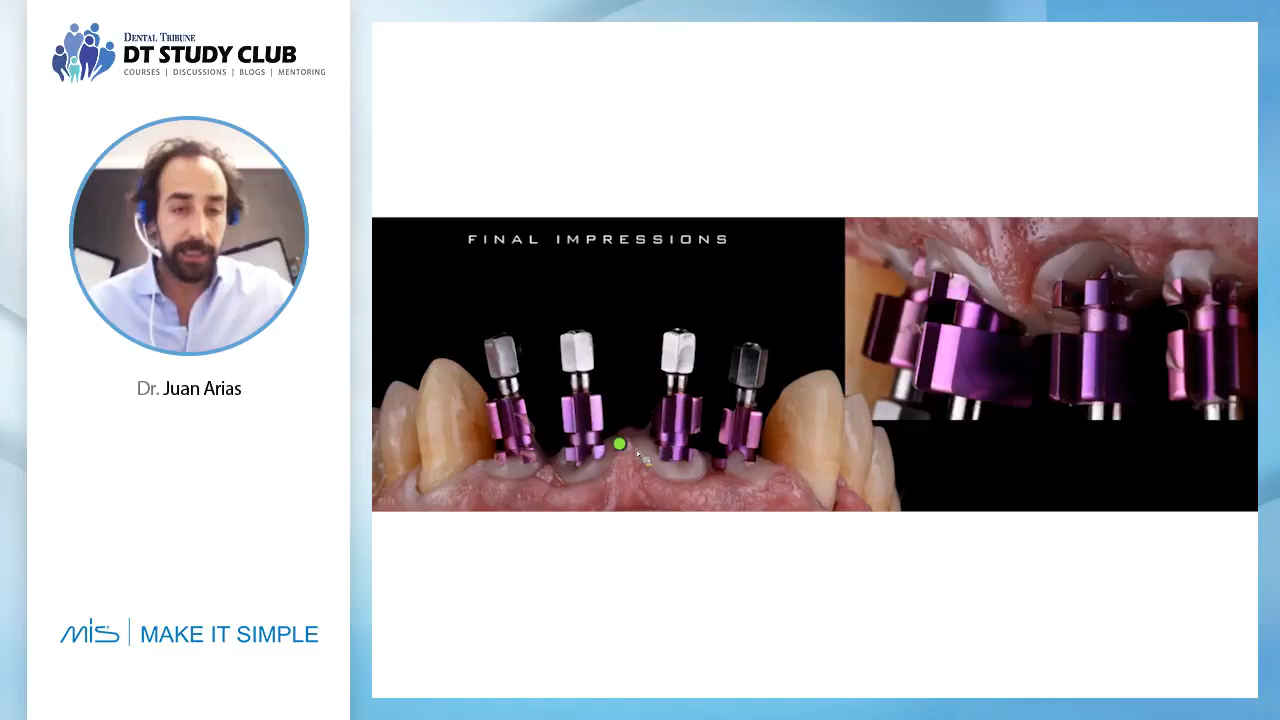 DENTAL TRIBUNE
DT STUDY CLUB
COURSES | DISCUSSIONS | BLOGS | MENTORING
Dr. Juan Arias
FINAL IMPRESSIONS
MIS | MAKE IT SIMPLE